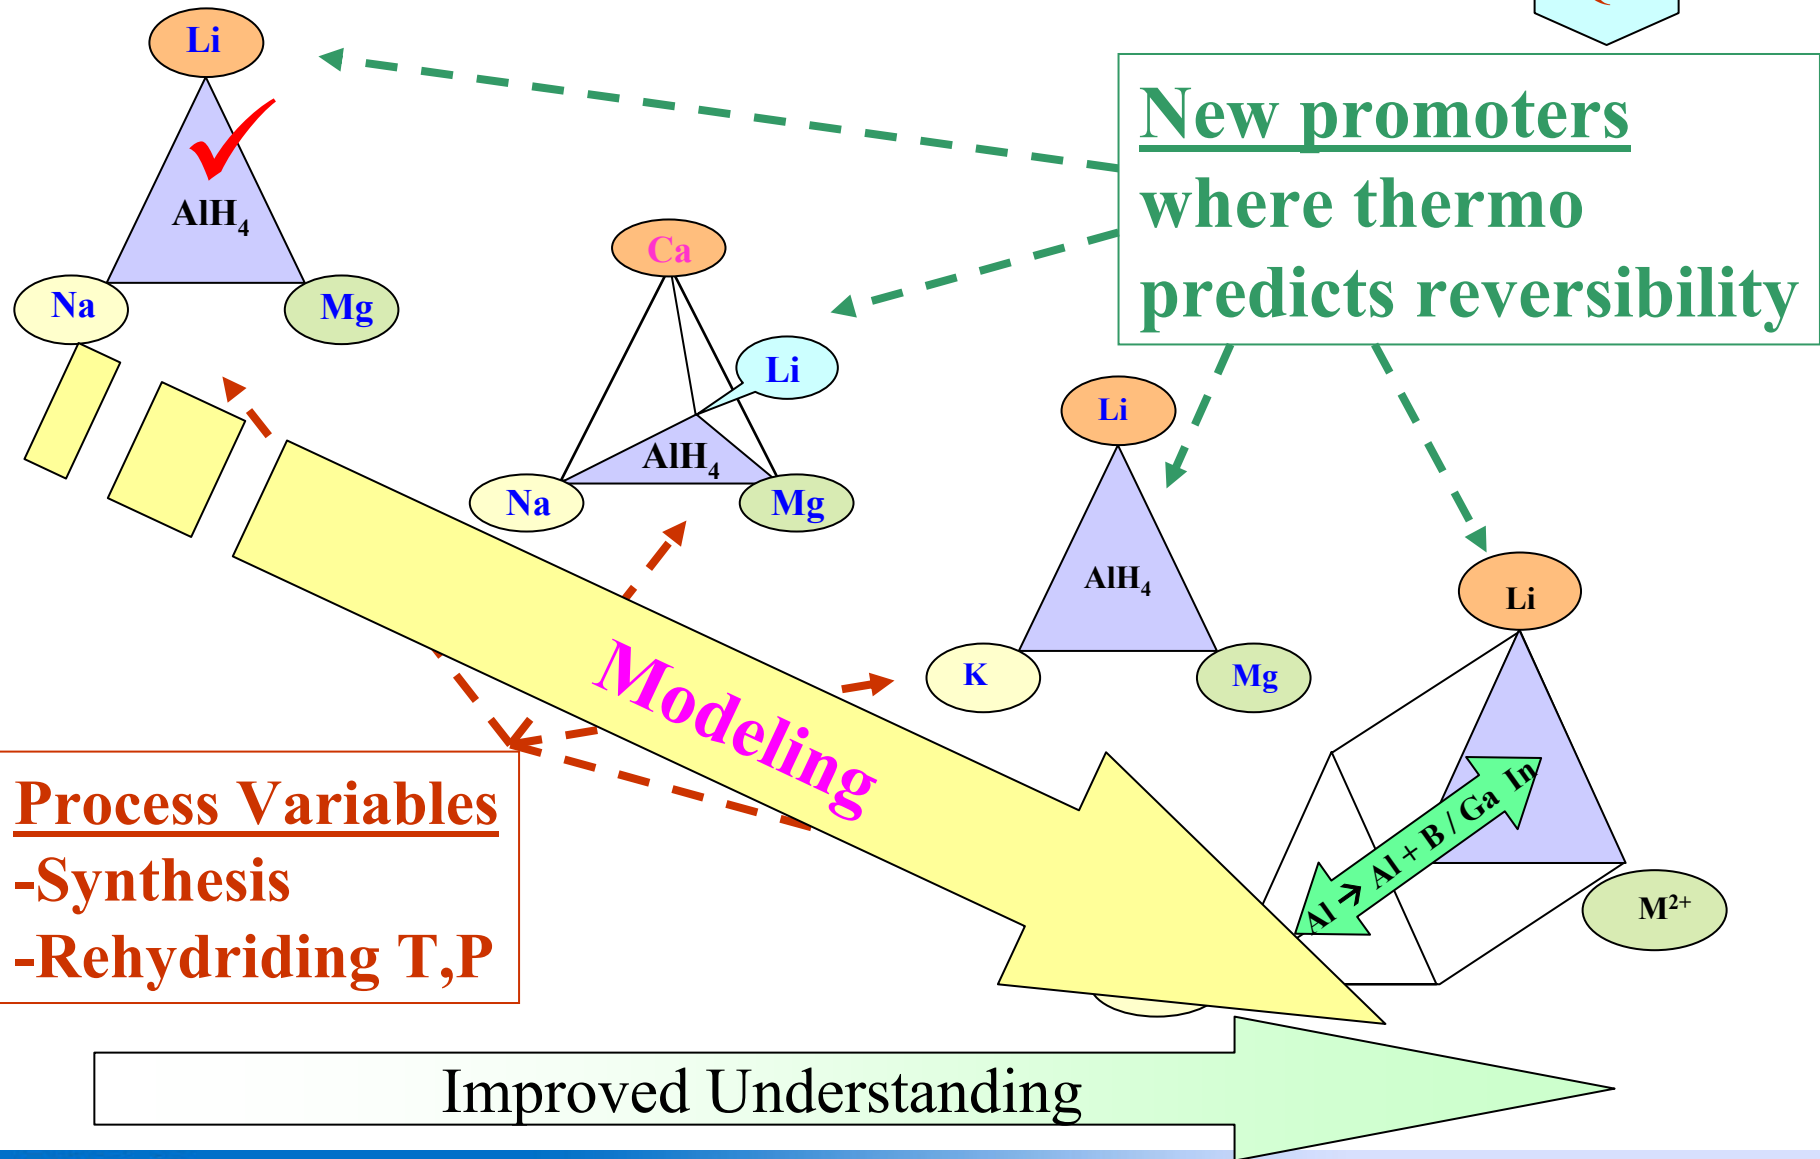 Li
AlH4
Na
Mg
New promoters
where thermo
predicts reversibility
Ca
Li
AlH4
Na
Mg
Li
AlH4
K
Mg
Li
Al → Al + B / Ga In
M2+
Modeling
Process Variables
-Synthesis
-Rehydriding T,P
Improved Understanding